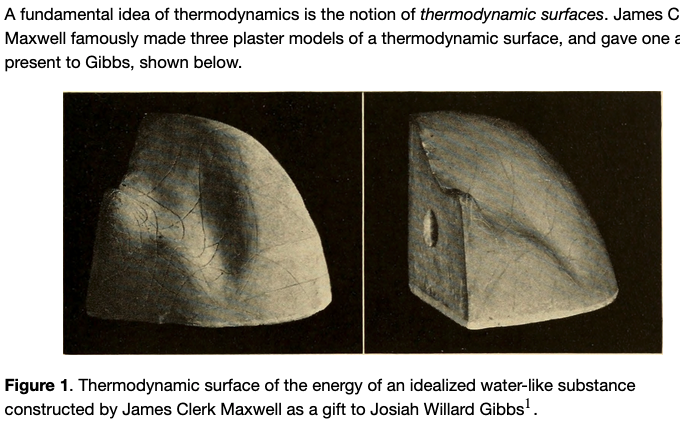 A fundamental idea of thermodynamics is the notion of thermodynamic surfaces. James C
Maxwell famously made three plaster models of a thermodynamic surface, and gave one a
present to Gibbs, shown below.
Figure 1. Thermodynamic surface of the energy of an idealized water-like substance
constructed by James Clerk Maxwell as a gift to Josiah Willard Gibbs¹.